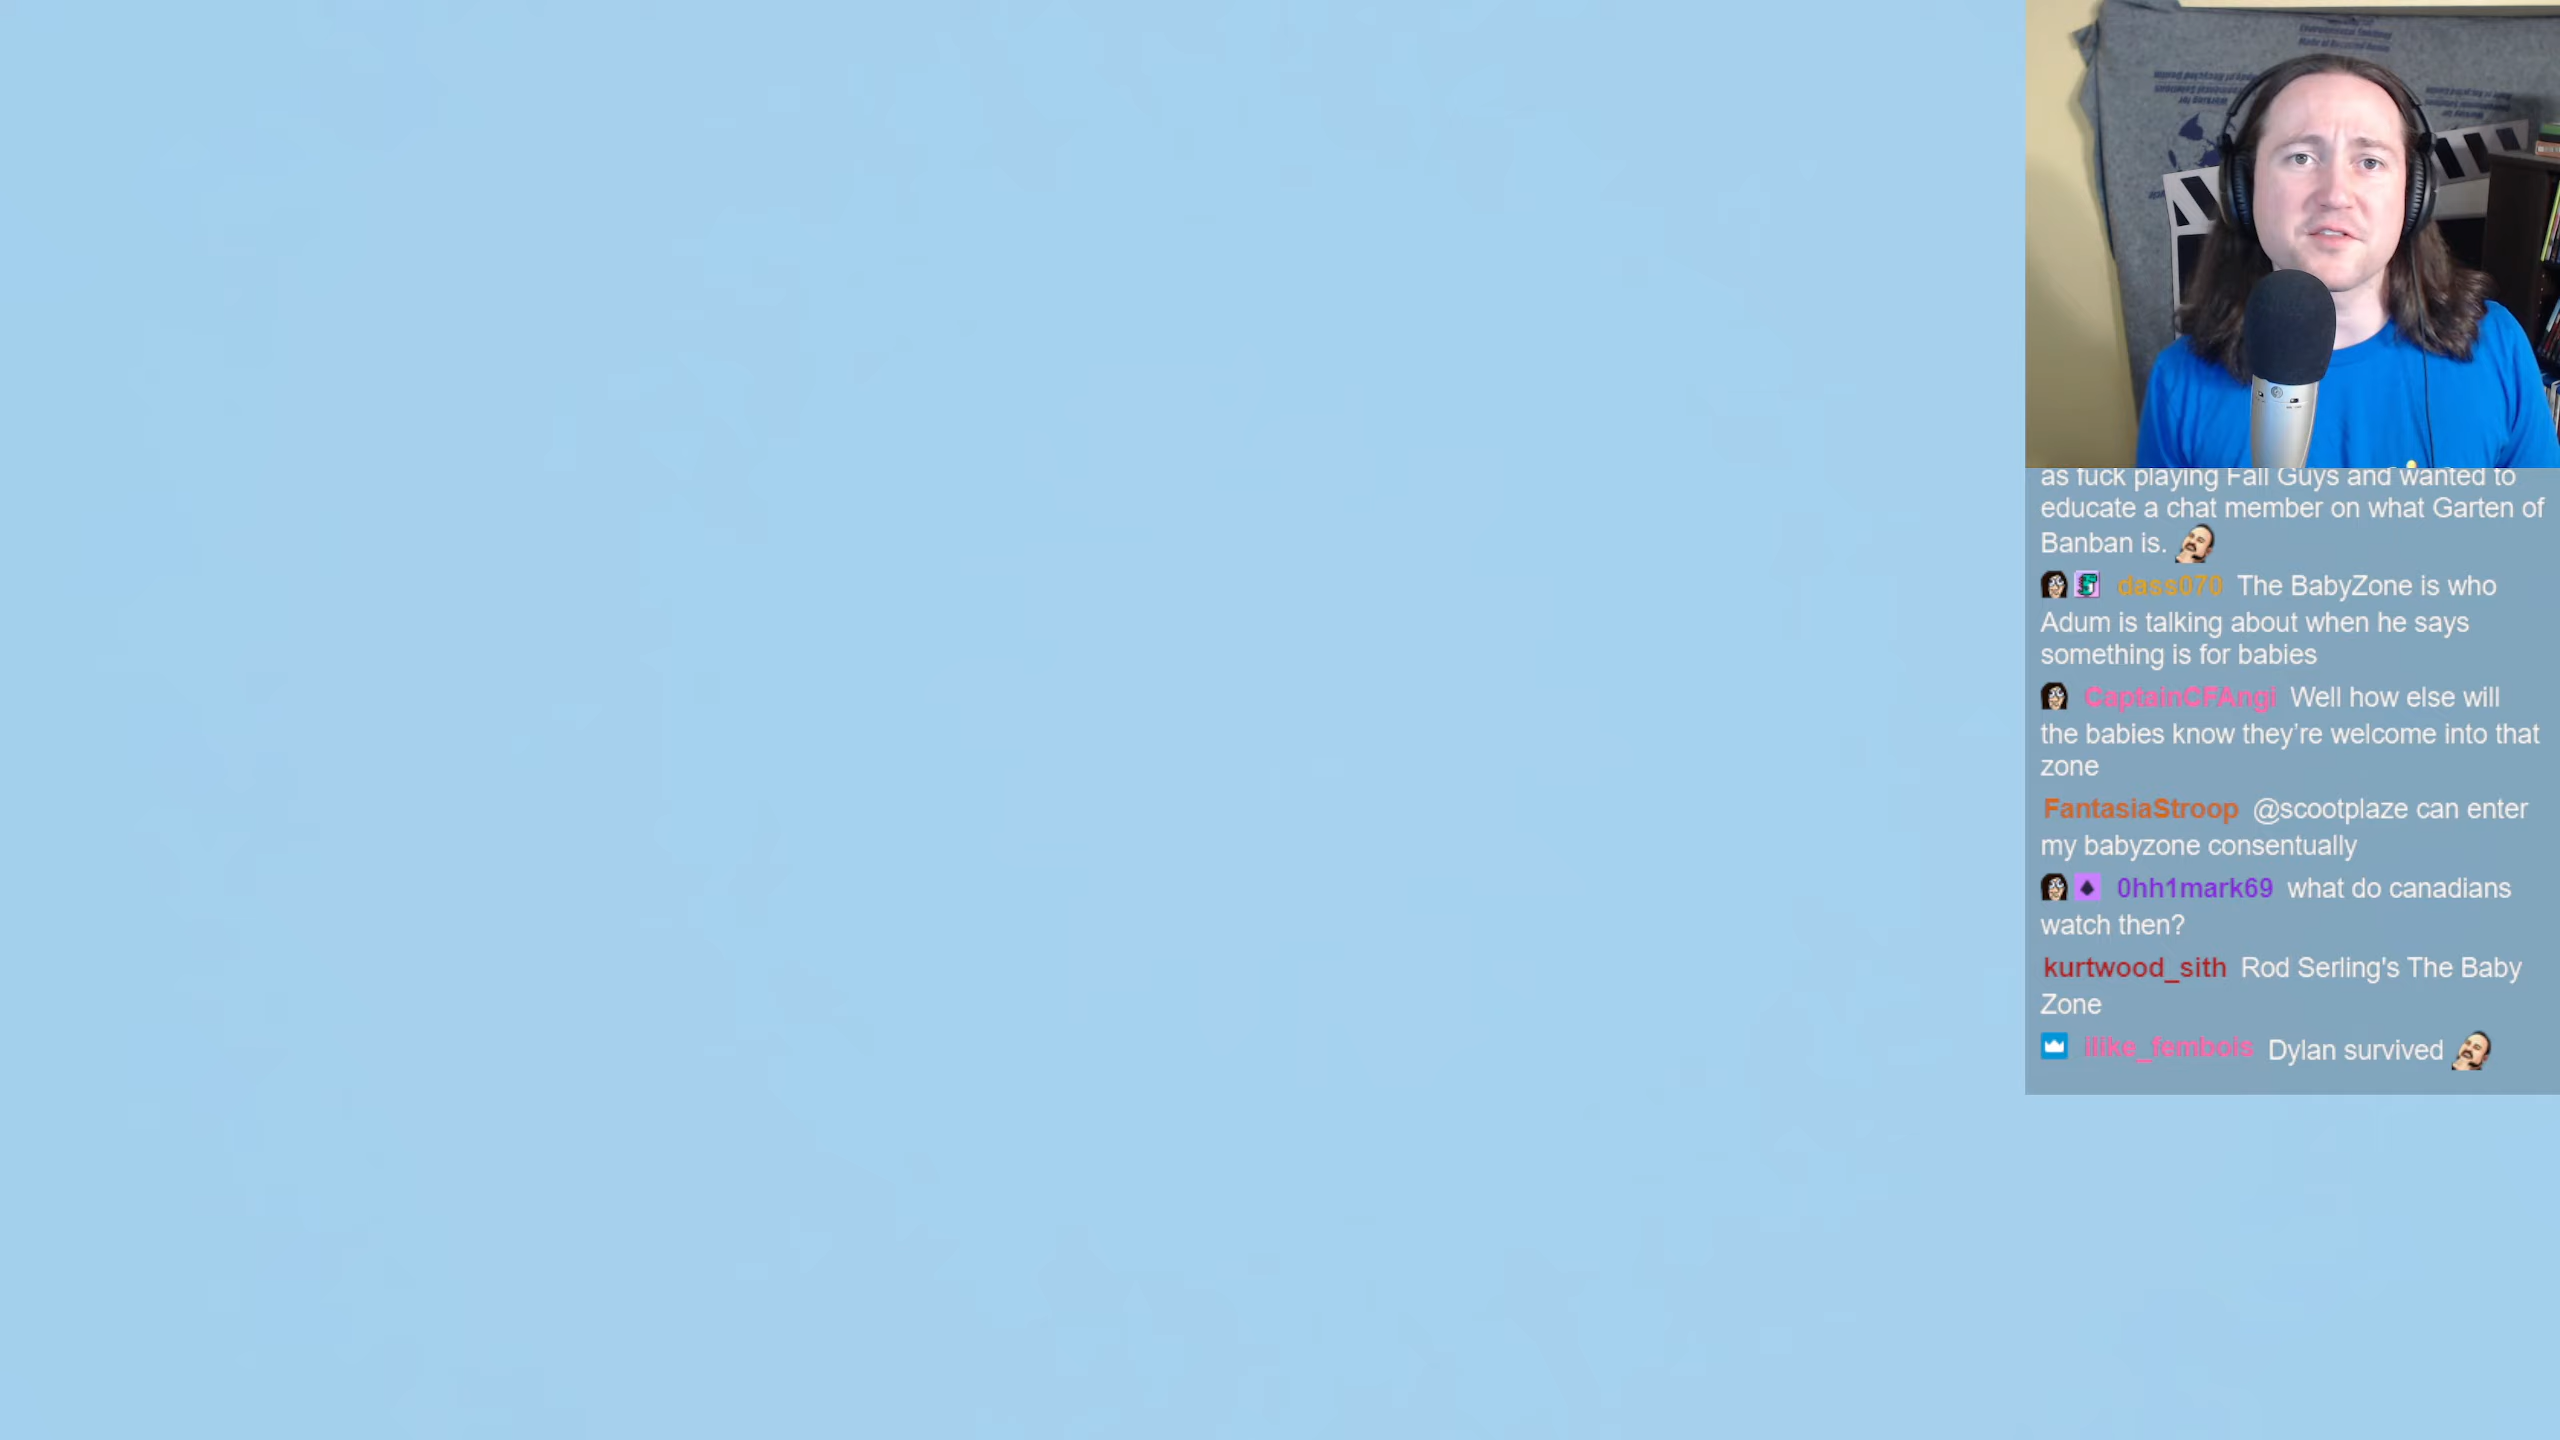 as fuck playing Fall Guys and wanted to
educate a chat member on what Garten of
Banban is.
dass070 The BabyZone is who
Adum is talking about when he says
something is for babies
CaptainCFAngi Well how else will
the babies know they’re welcome into that
zone
FantasiaStroop @scootplaze can enter
my babyzone consentually
0hh1mark69 what do canadians
watch then?
kurtwood_sith Rod Serling's The Baby
Zone
ilike_fembois Dylan survived